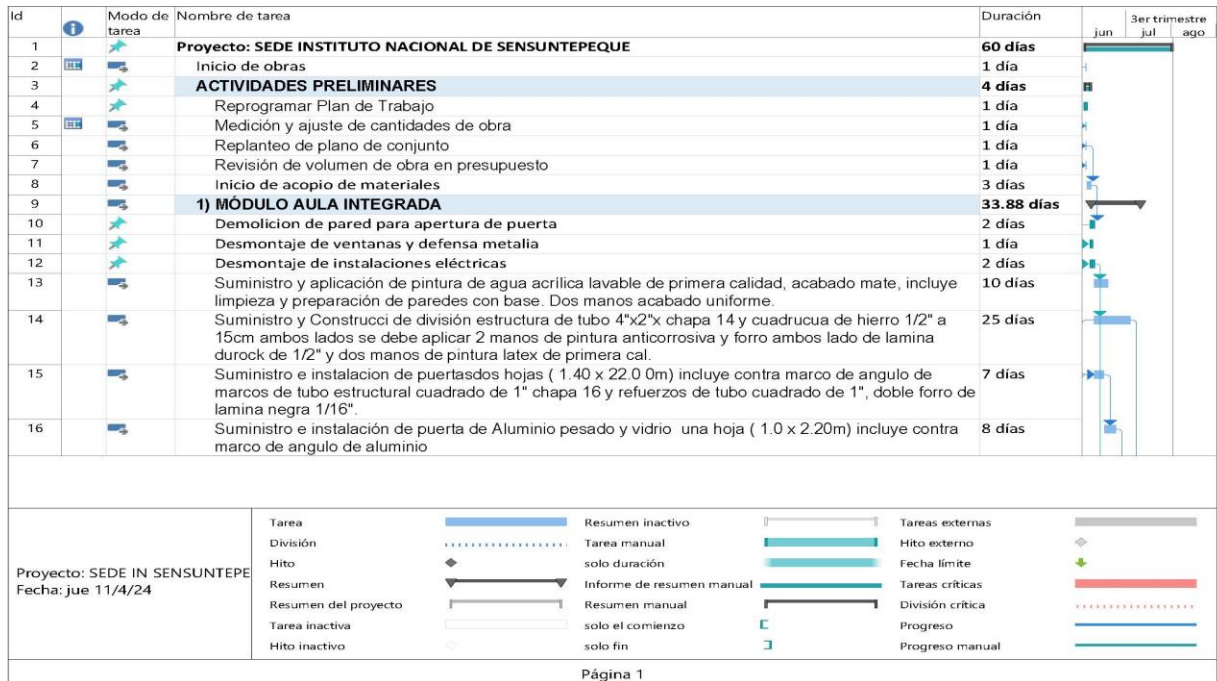 Id Modo de tarea Nombre de tarea Duración 3er trimestre
jun jul ago
1 Proyecto: SEDE INSTITUTO NACIONAL DE SENSUNTEPEQUE 60 días
2 Inicio de obras 1 día
3 ACTIVIDADES PRELIMINARES 4 días
4 Reprogramar Plan de Trabajo 1 día
5 Medición y ajuste de cantidades de obra 1 día
6 Replanteo de plano de conjunto 1 día
7 Revisión de volumen de obra en presupuesto 1 día
8 Inicio de acopio de materiales 3 días
9 1) MÓDULO AULA INTEGRADA 33.88 días
10 Demolicion de pared para apertura de puerta 2 días
11 Desmontaje de ventanas y defensa metalia 1 día
12 Desmontaje de instalaciones eléctricas 2 días
13 Suministro y aplicación de pintura de agua acrílica lavable de primera calidad, acabado mate, incluye 10 días
limpieza y preparación de paredes con base. Dos manos acabado uniforme.
14 Suministro y Construcci de división estructura de tubo 4"x2"x chapa 14 y cuadrucua de hierro 1/2" a 25 días
15cm ambos lados se debe aplicar 2 manos de pintura anticorrosiva y forro ambos lado de lamina
durock de 1/2" y dos manos de pintura latex de primera cal.
15 Suministro e instalacion de puertasdos hojas ( 1.40 x 22.0 0m) incluye contra marco de angulo de 7 días
marcos de tubo estructural cuadrado de 1" chapa 16 y refuerzos de tubo cuadrado de 1", doble forro de
lamina negra 1/16".
16 Suministro e instalación de puerta de Aluminio pesado y vidrio una hoja ( 1.0 x 2.20m) incluye contra 8 días
marco de angulo de aluminio
Proyecto: SEDE IN SENSUNTEPE
Fecha: jue 11/4/24
Tarea Resumen inactivo Tareas externas
División Tarea manual Hito externo
Hito solo duración Fecha límite
Resumen Informe de resumen manual Tareas críticas
Resumen del proyecto Resumen manual División crítica
Tarea inactiva solo el comienzo Progreso
Hito inactivo solo fin Progreso manual
Página 1